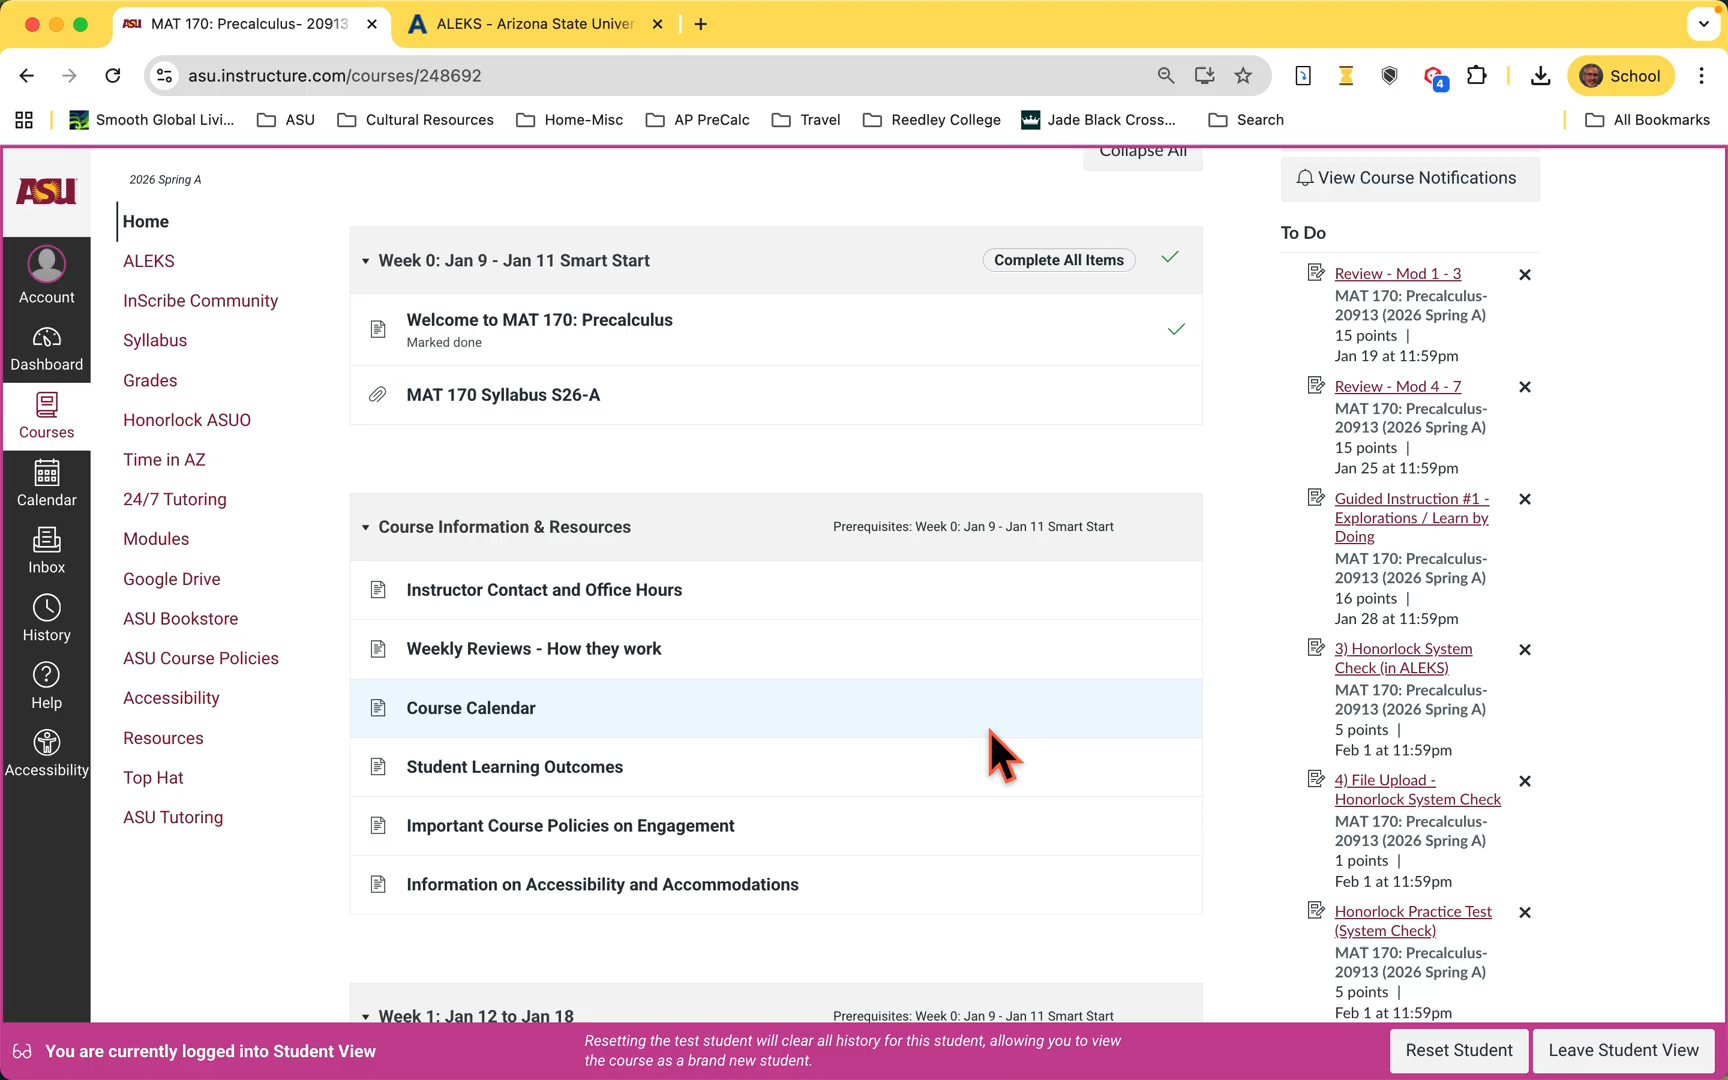 ASU MAT 170: Precalculus- 20913
ALEKS - Arizona State Univer
asu.instructure.com/courses/248692
4
School
Smooth Global Livi...
ASU
Cultural Resources
Home-Misc
AP PreCalc
Travel
Reedley College
Jade Black Cross...
Search
All Bookmarks
ASU
Account
Dashboard
Courses
Calendar
Inbox
History
Help
Accessibility
2026 Spring A
Home
ALEKS
InScribe Community
Syllabus
Grades
Honorlock ASUO
Time in AZ
24/7 Tutoring
Modules
Google Drive
ASU Bookstore
ASU Course Policies
Accessibility
Resources
Top Hat
ASU Tutoring
Collapse All
Week 0: Jan 9 - Jan 11 Smart Start
Complete All Items
Welcome to MAT 170: Precalculus
Marked done
MAT 170 Syllabus S26-A
Course Information & Resources
Prerequisites: Week 0: Jan 9 - Jan 11 Smart Start
Instructor Contact and Office Hours
Weekly Reviews - How they work
Course Calendar
Student Learning Outcomes
Important Course Policies on Engagement
Information on Accessibility and Accommodations
Week 1: Jan 12 to Jan 18
Prerequisites: Week 0: Jan 9 - Jan 11 Smart Start
View Course Notifications
To Do
Review - Mod 1 - 3
MAT 170: Precalculus-
20913 (2026 Spring A)
15 points |
Jan 19 at 11:59pm
Review - Mod 4 - 7
MAT 170: Precalculus-
20913 (2026 Spring A)
15 points |
Jan 25 at 11:59pm
Guided Instruction #1 -
Explorations / Learn by
Doing
MAT 170: Precalculus-
20913 (2026 Spring A)
16 points |
Jan 28 at 11:59pm
3) Honorlock System
Check (in ALEKS)
MAT 170: Precalculus-
20913 (2026 Spring A)
5 points |
Feb 1 at 11:59pm
4) File Upload -
Honorlock System Check
MAT 170: Precalculus-
20913 (2026 Spring A)
1 points |
Feb 1 at 11:59pm
Honorlock Practice Test
(System Check)
MAT 170: Precalculus-
20913 (2026 Spring A)
5 points |
Feb 1 at 11:59pm
You are currently logged into Student View
Resetting the test student will clear all history for this student, allowing you to view
the course as a brand new student.
Reset Student
Leave Student View